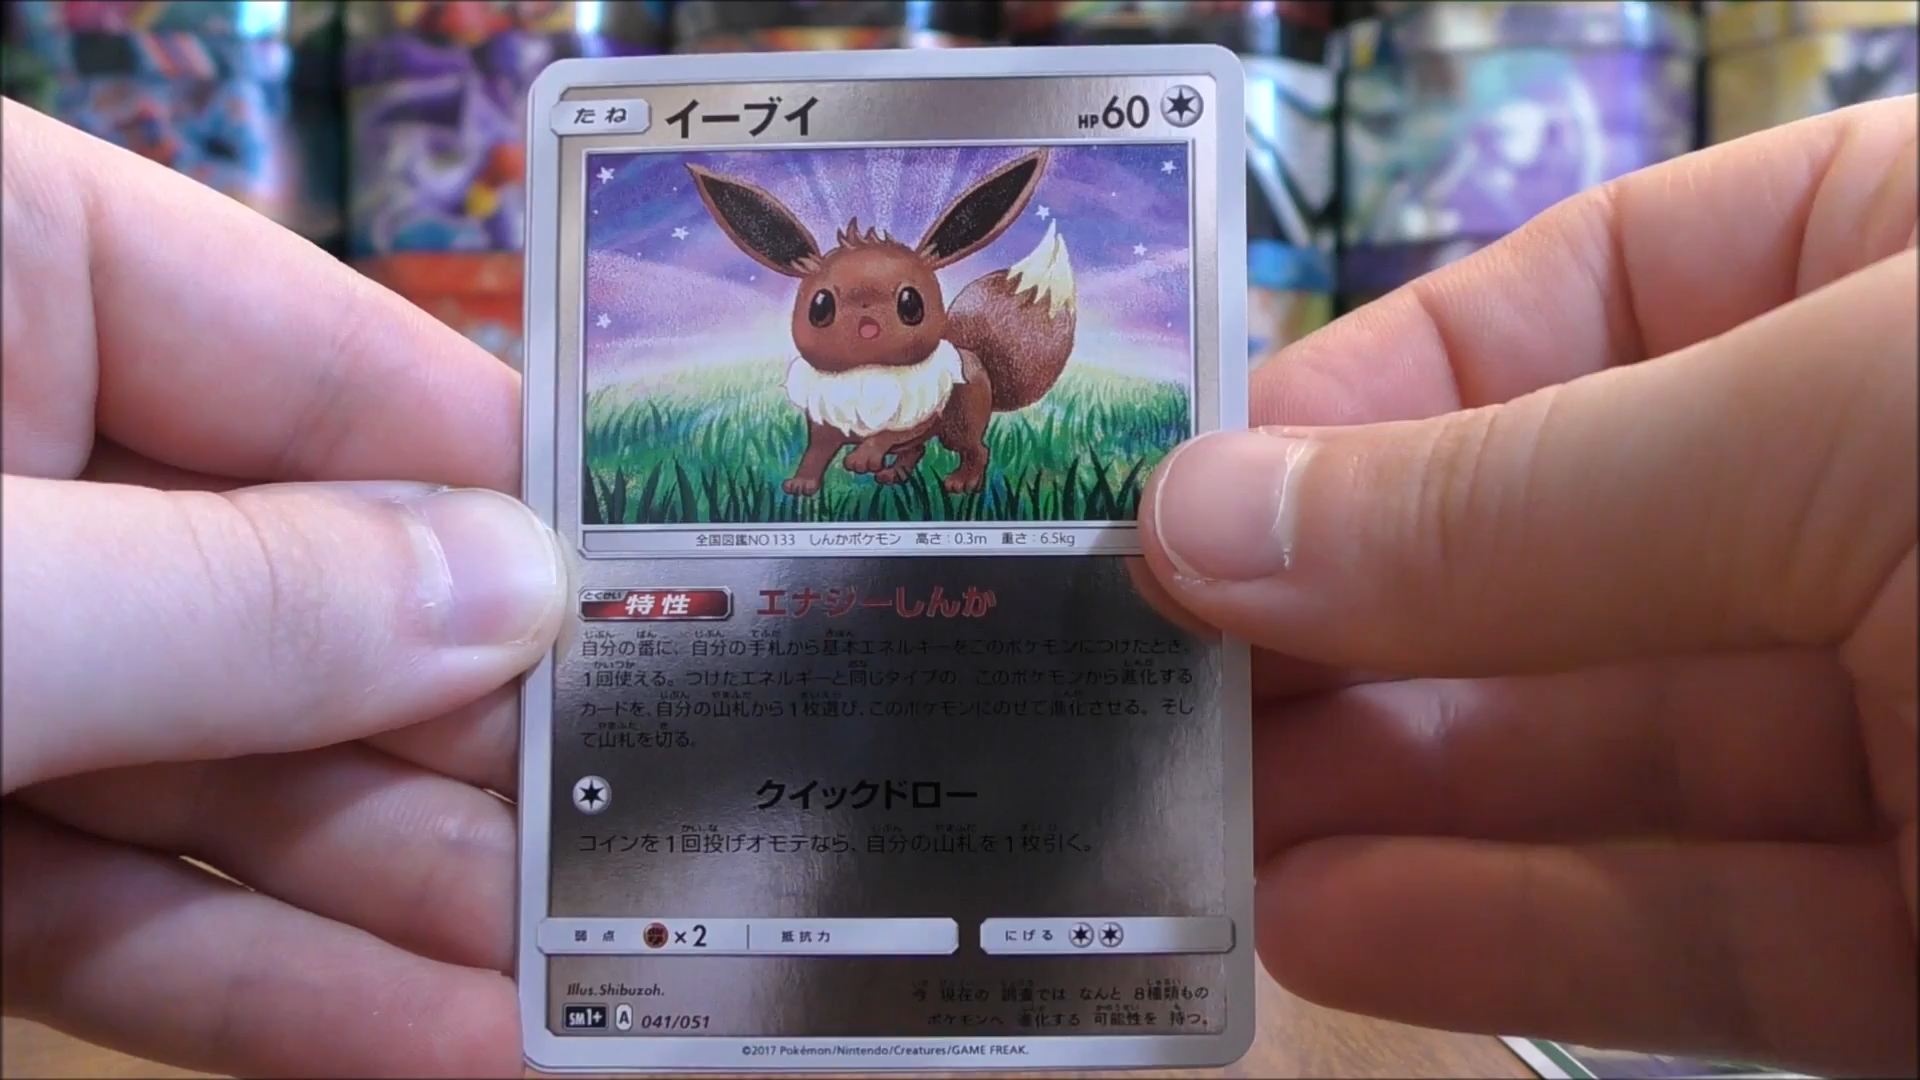 たね イーブイ HP60
全国図鑑NO133 しんかポケモン 高さ:0.3m 重さ:6.5kg
とくせい
特性 エナジーしんか
自分の番に、自分の手札から基本エネルギーをこのポケモンにつけたとき、
1回使える。つけたエネルギーと同じタイプの、このポケモンから進化する
カードを、自分の山札から1枚選び、このポケモンにのせて進化させる。そし
て山札を切る。
クイックドロー
コインを1回投げオモテなら、自分の山札を1枚引く。
弱点 ×2 抵抗力 にげる
Illus.Shibuzoh.
今 現在の 調査では なんと 8種類もの
ポケモンへ 進化する 可能性を 持つ。
SM1+ A 041/051
©2017 Pokémon/Nintendo/Creatures/GAME FREAK.